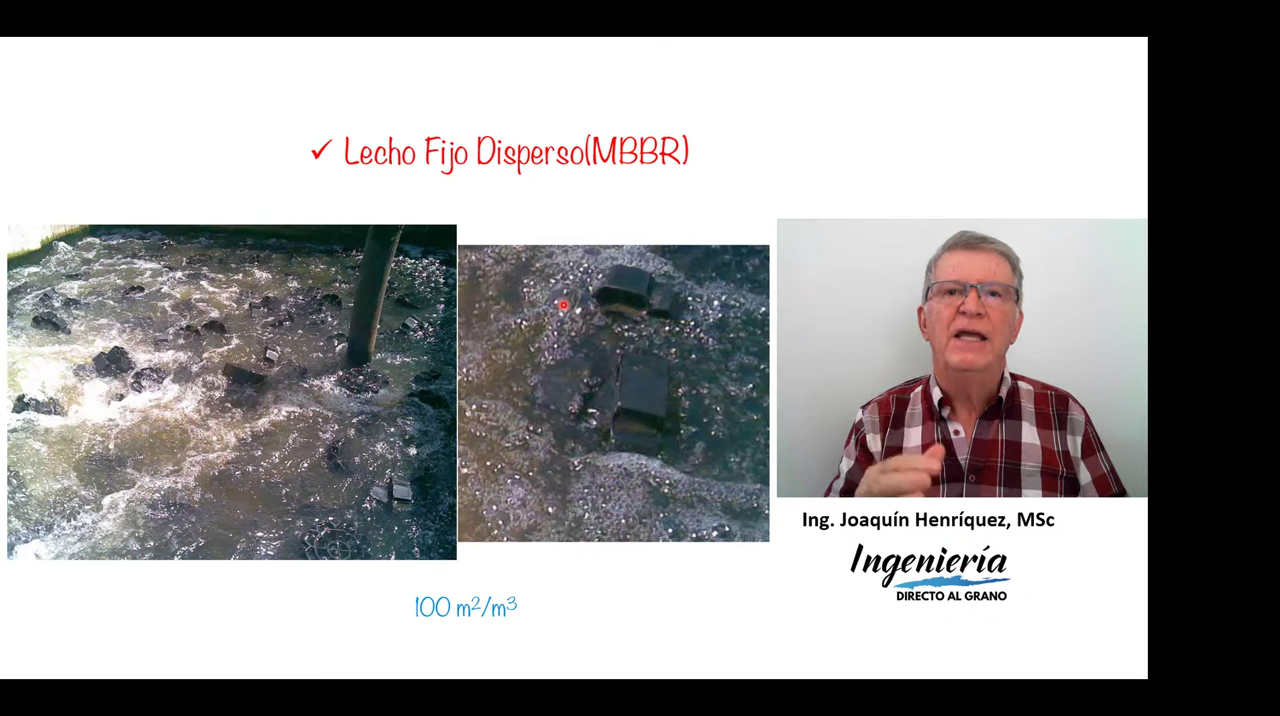 ✓ Lecho Fijo Disperso(MBBR)
100 m²/m³
Ing. Joaquín Henríquez, MSc
Ingeniería
DIRECTO AL GRANO